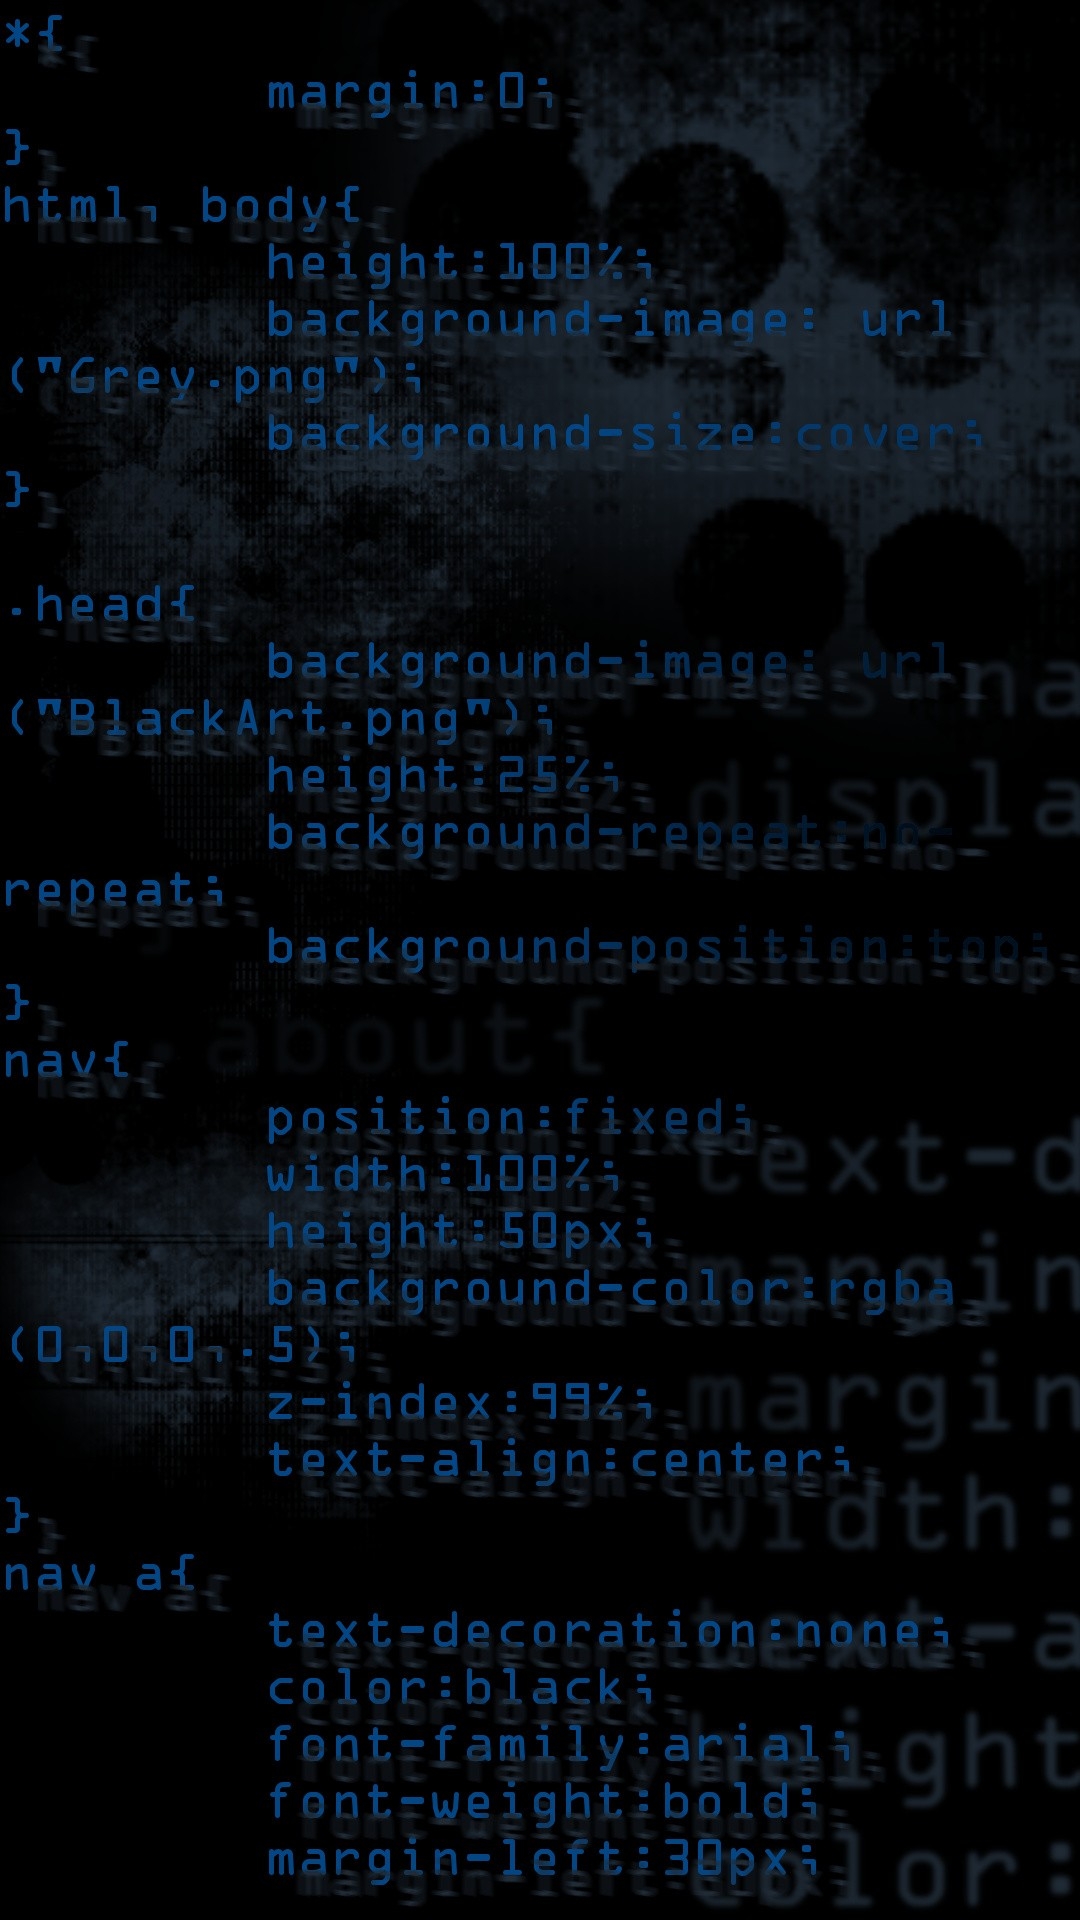 *{
margin:0;
}
html, body{
height:100%;
background-image: url
("Grey.png");
background-size:cover;
}
.head{
background-image: url
("BlackArt.png");
height:25%;
background-repeat:no-
repeat;
background-position:top;
}
nav{
position:fixed;
width:100%;
height:50px;
background-color:rgba
(0,0,0,.5);
z-index:99%;
text-align:center;
}
nav a{
text-decoration:none;
color:black;
font-family:arial;
font-weight:bold;
margin-left:30px;
na
displa
.about{
text-d
margin
margin
width:
text-a
height
color: